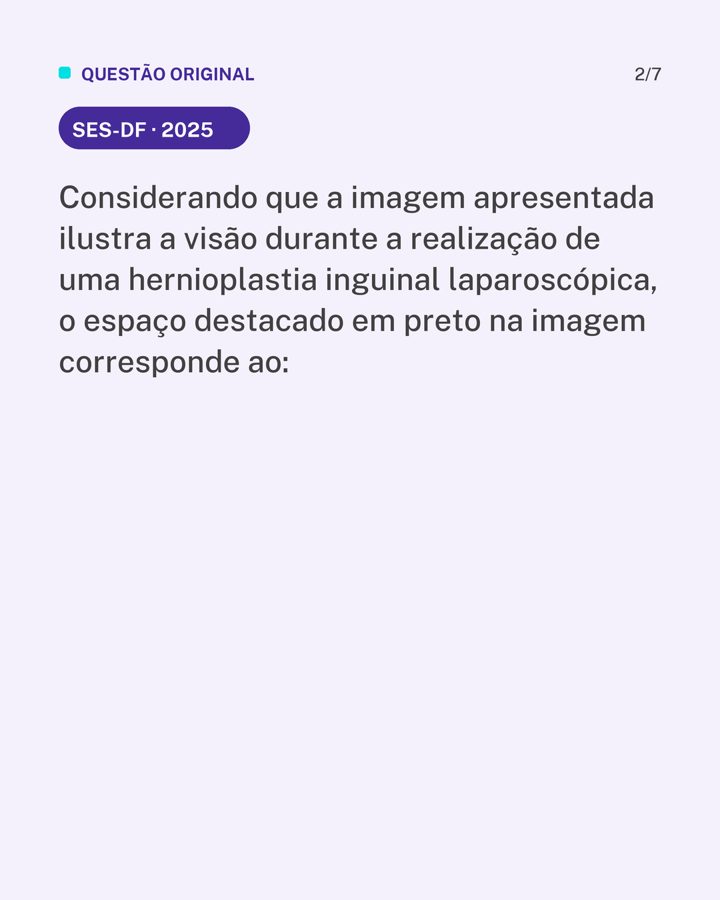 QUESTÃO ORIGINAL
2/7
SES-DF · 2025
Considerando que a imagem apresentada
ilustra a visão durante a realização de
uma hernioplastia inguinal laparoscópica,
o espaço destacado em preto na imagem
corresponde ao: